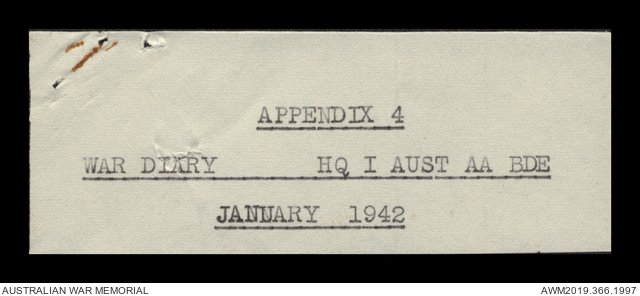 APPENDIX 4
WAR DIARY HQ I AUST AA BDE
JANUARY 1942
AUSTRALIAN WAR MEMORIAL AWM2019.366.1997